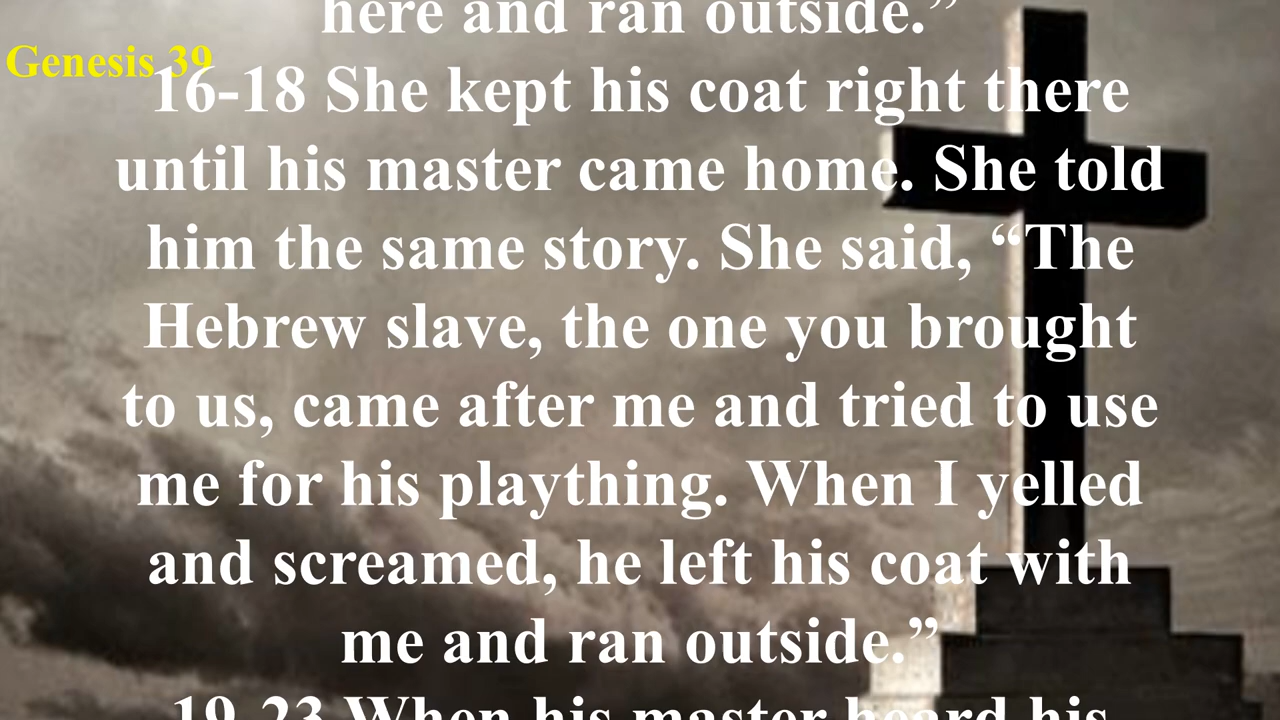 here and ran outside.”
Genesis 39
16-18 She kept his coat right there
until his master came home. She told
him the same story. She said, “The
Hebrew slave, the one you brought
to us, came after me and tried to use
me for his plaything. When I yelled
and screamed, he left his coat with
me and ran outside.”
19-23 When his master heard his